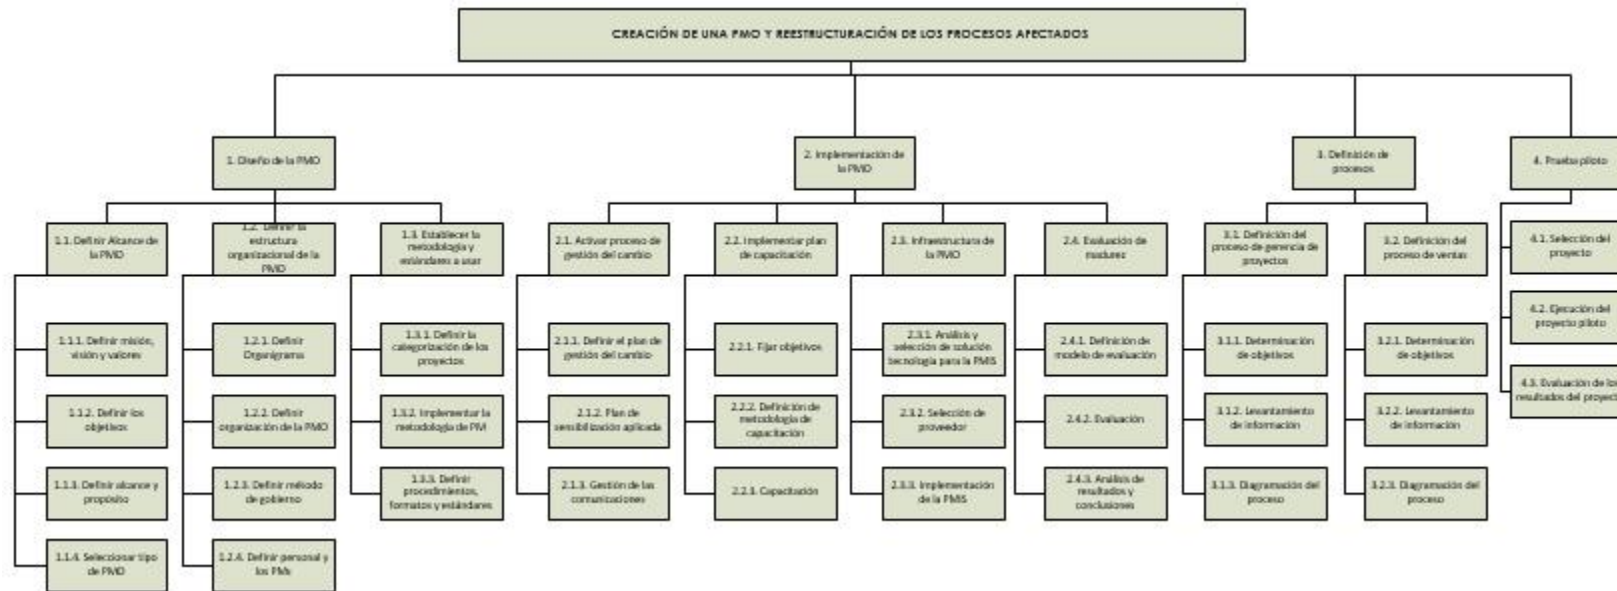 CREACIÓN DE UNA PMO Y REESTRUCTURACIÓN DE LOS PROCESOS AFECTADOS
1. Diseño de la PMO
2. Implementación de
la PMO
3. Definición de
procesos
4. Prueba piloto
1.1. Definir Alcance de
la PMO
1.2. Definir la
estructura
organizacional de la
PMO
1.3. Establecer la
metodología y
estándares a usar
2.1. Activar proceso de
gestión del cambio
2.2. Implementar plan
de capacitación
2.3. Infraestructura de
la PMO
2.4. Evaluación de
madurez
3.1. Definición del
proceso de gerencia de
proyectos
3.2. Definición del
proceso de ventas
4.1. Selección del
proyecto
4.2. Ejecución del
proyecto piloto
4.3. Evaluación de los
resultados del proyecto
1.1.1. Definir misión,
visión y valores
1.2.1. Definir
Organigrama
1.3.1. Definir la
categorización de los
proyectos
2.1.1. Definir el plan de
gestión del cambio
2.2.1. Fijar objetivos
2.3.1. Análisis y
selección de solución
tecnología para la PMIS
2.4.1. Definición de
modelo de evaluación
3.1.1. Determinación
de objetivos
3.2.1. Determinación
de objetivos
1.1.2. Definir los
objetivos
1.2.2. Definir
organización de la PMO
1.3.2. Implementar la
metodología de PM
2.1.2. Plan de
sensibilización aplicada
2.2.2. Definición de
metodología de
capacitación
2.3.2. Selección de
proveedor
2.4.2. Evaluación
3.1.2. Levantamiento
de información
3.2.2. Levantamiento
de información
1.1.3. Definir alcance y
propósito
1.2.3. Definir método
de gobierno
1.3.3. Definir
procedimientos,
formatos y estándares
2.1.3. Gestión de las
comunicaciones
2.2.3. Capacitación
2.3.3. Implementación
de la PMIS
2.4.3. Análisis de
resultados y
conclusiones
3.1.3. Diagramación del
proceso
3.2.3. Diagramación del
proceso
1.1.4. Seleccionar tipo
de PMO
1.2.4. Definir personal y
los PMs